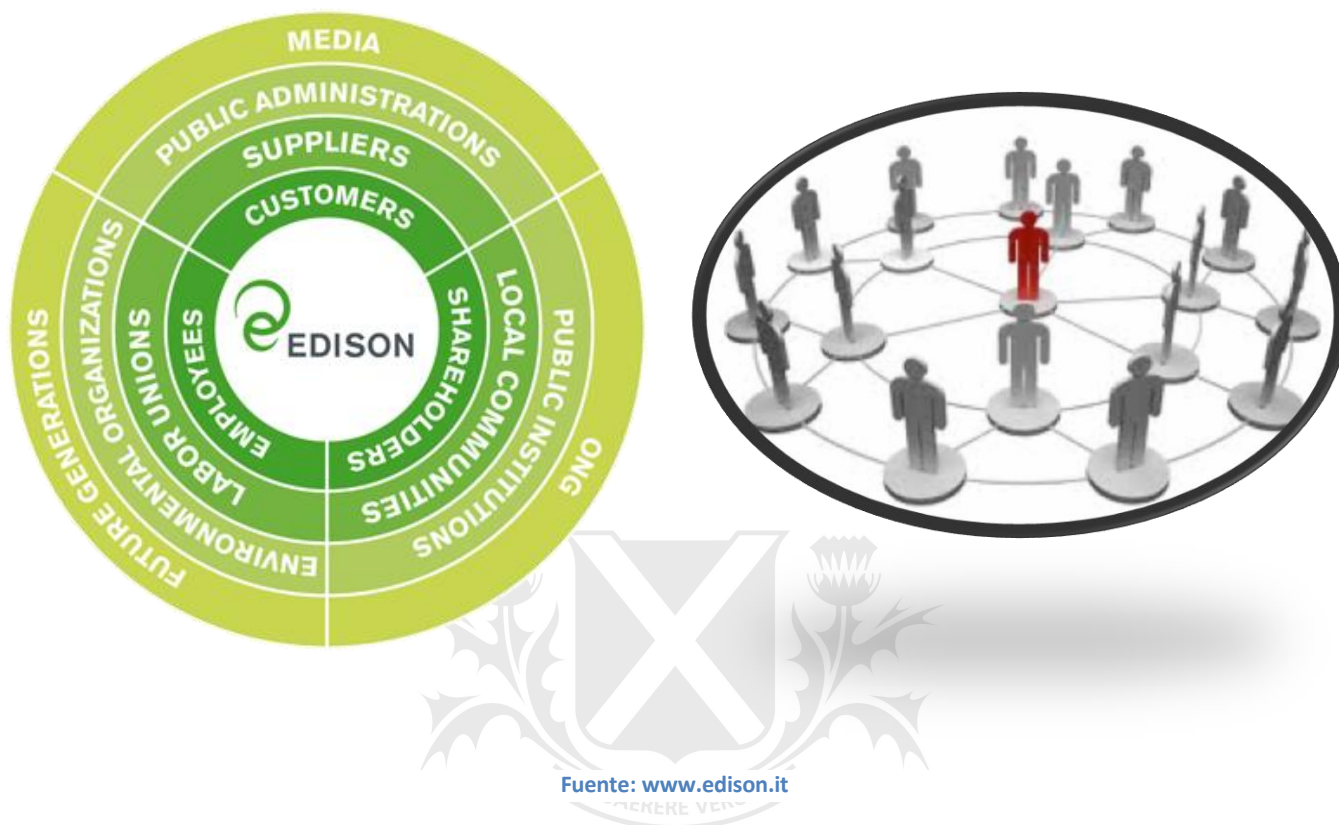 MEDIA
PUBLIC ADMINISTRATIONS
SUPPLIERS
CUSTOMERS
EDISON
EMPLOYEES
LABOR UNIONS
ENVIRONMENTAL ORGANIZATIONS
FUTURE GENERATIONS
SHAREHOLDERS
LOCAL COMMUNITIES
PUBLIC INSTITUTIONS
ONG
Fuente: www.edison.it